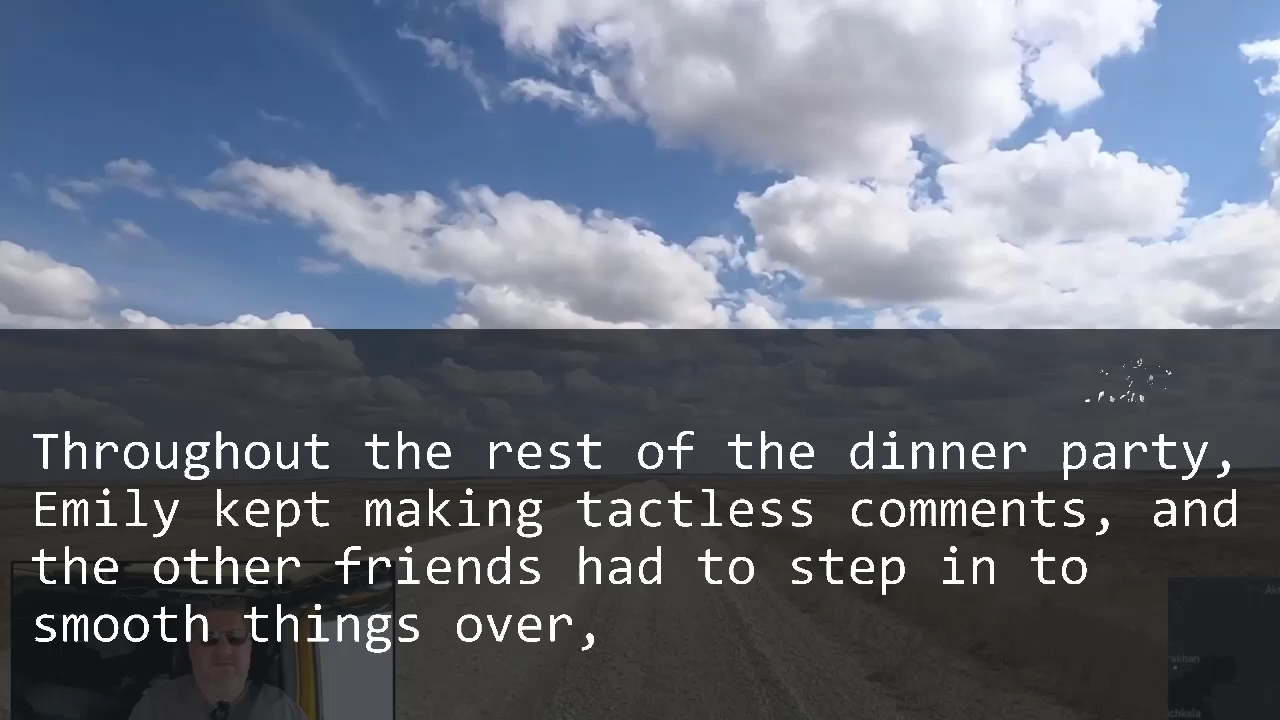 Throughout the rest of the dinner party,
Emily kept making tactless comments, and
the other friends had to step in to
smooth things over,
rakhan